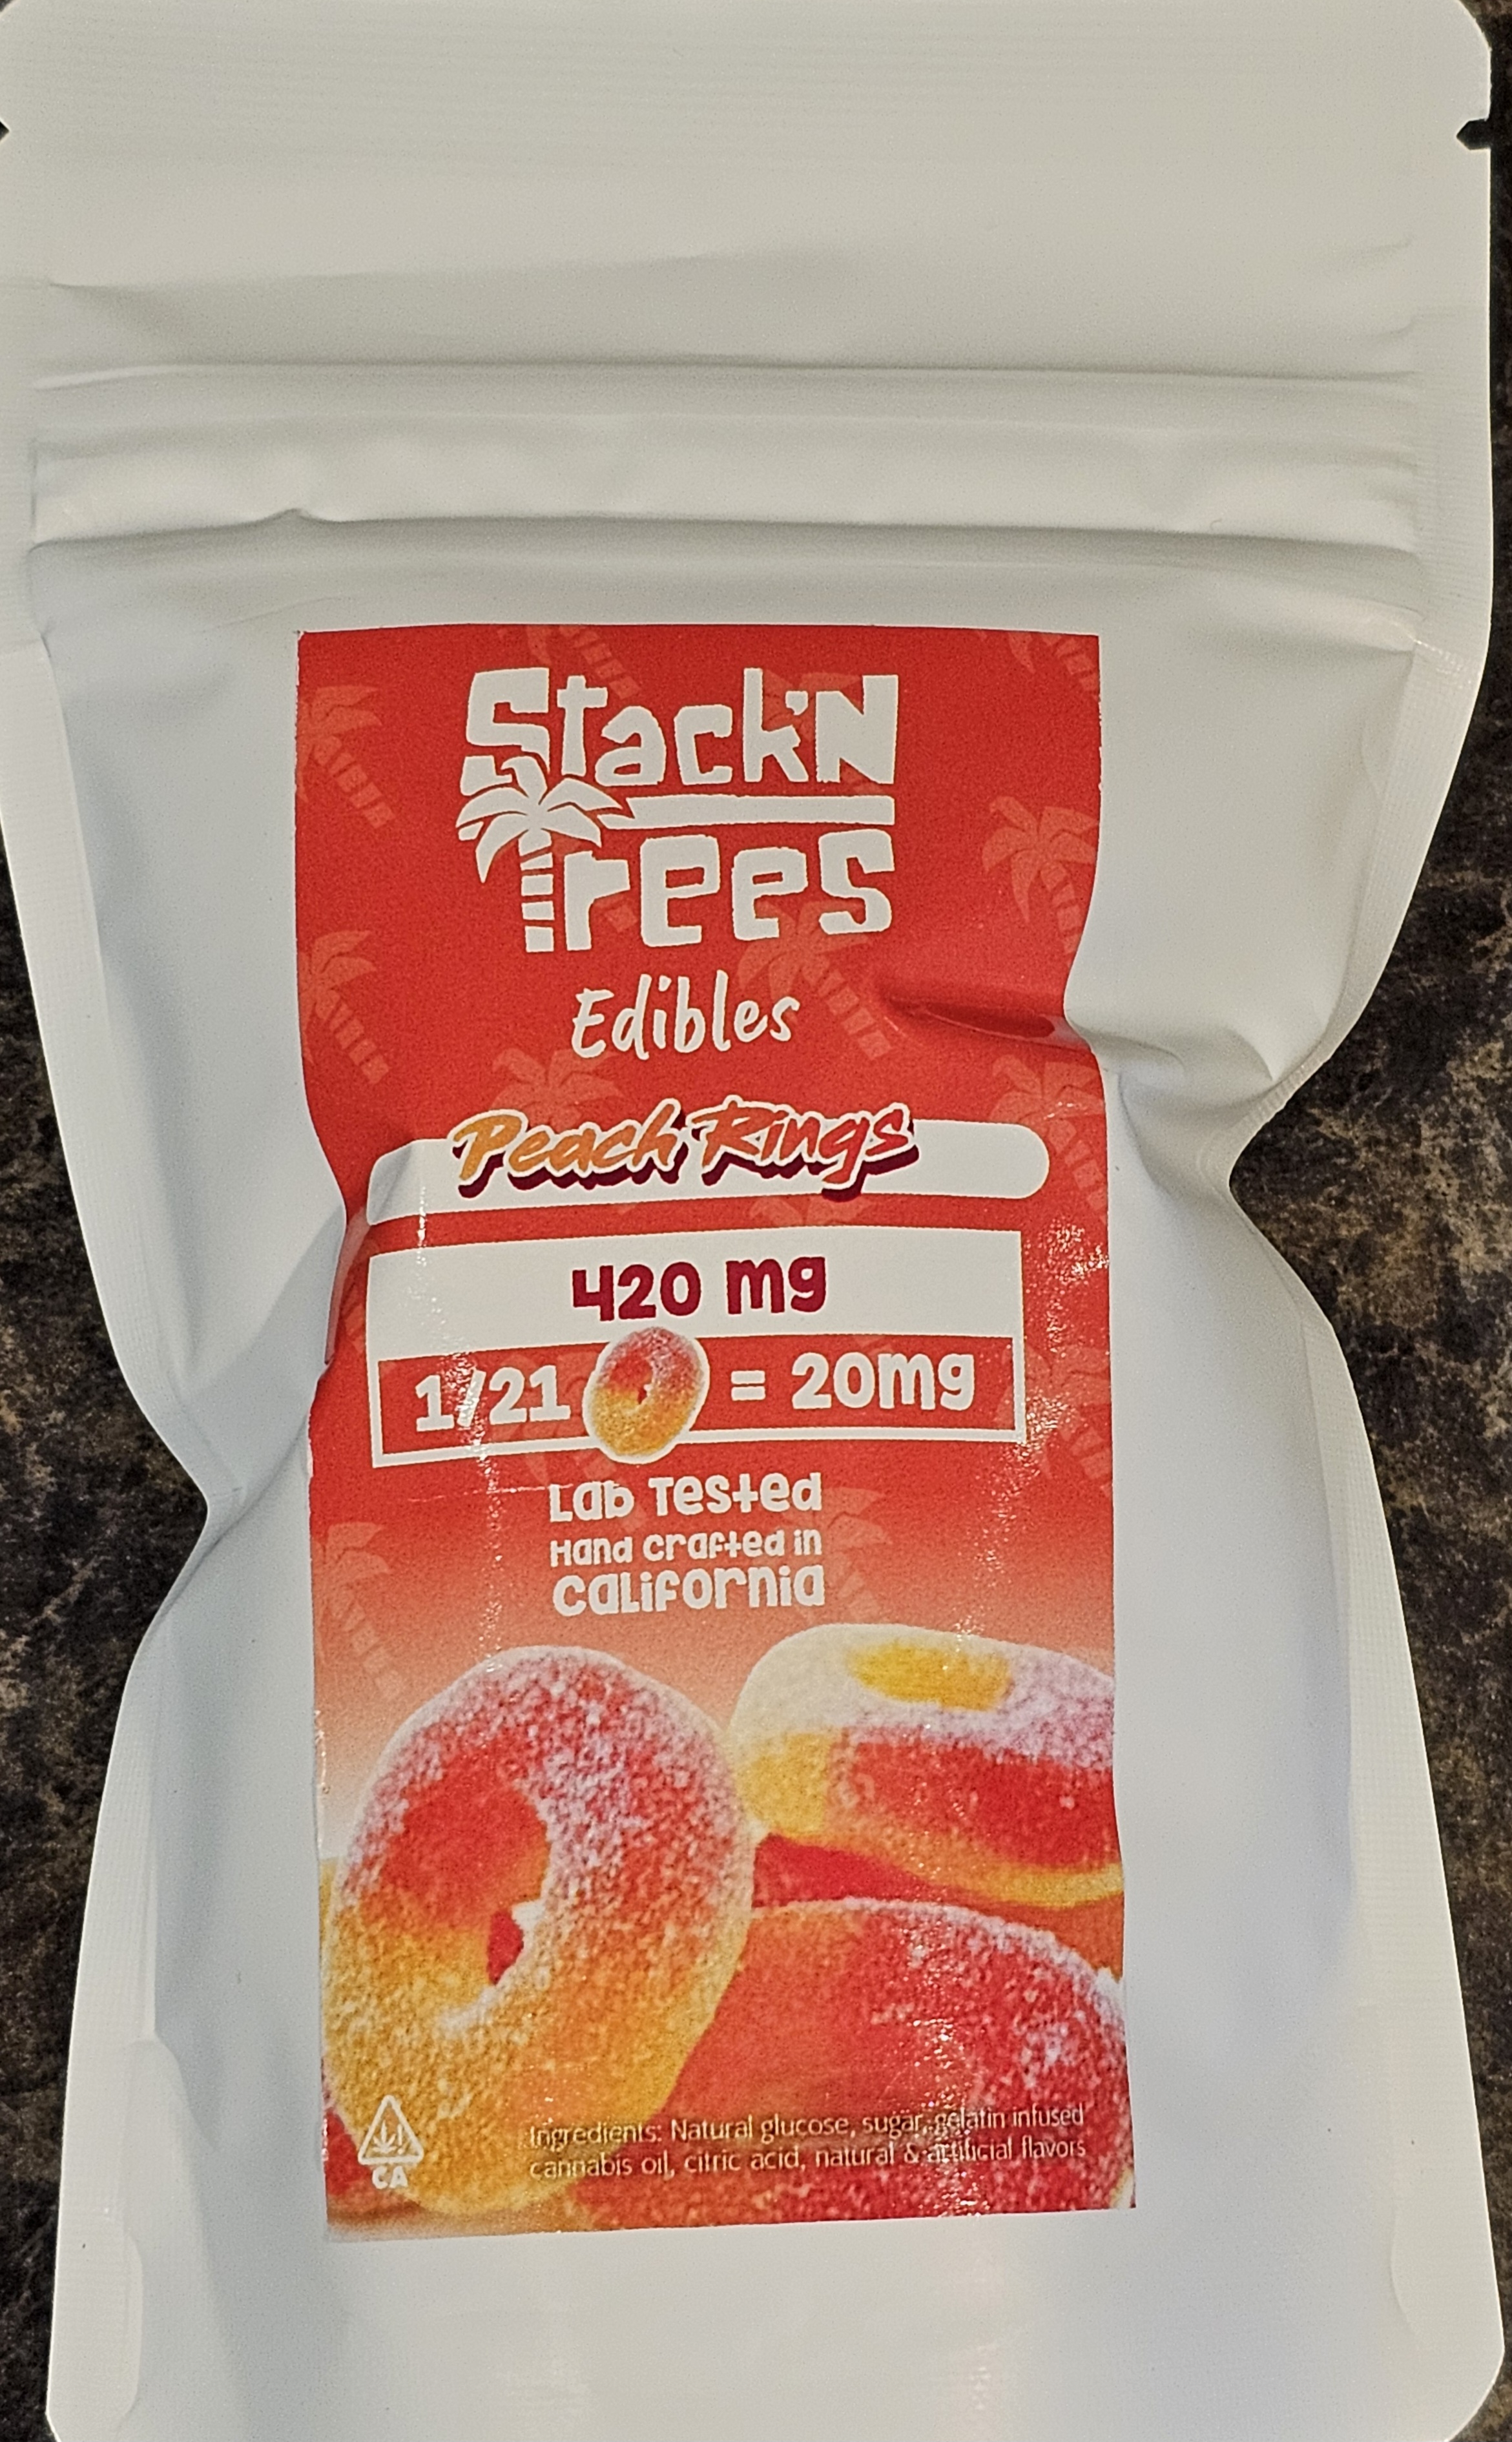 Stack'N
Trees
Edibles
Peach Rings
420 mg
1/21 = 20mg
Lab Tested
Hand Crafted in
California
Ingredients: Natural glucose, sugar, gelatin infused
cannabis oil, citric acid, natural & artificial flavors
CA